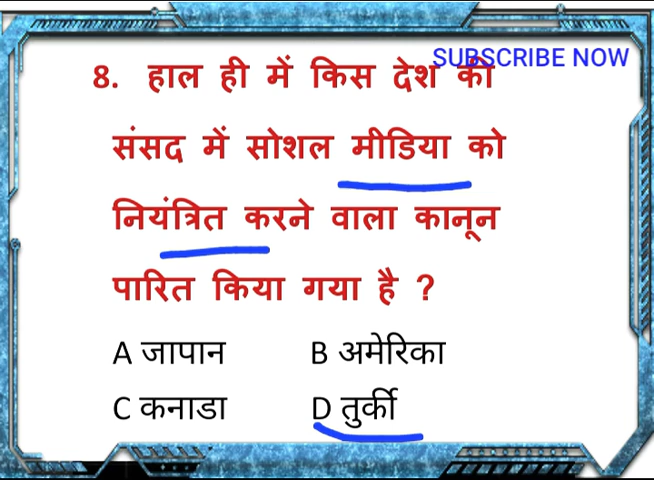 SUBSCRIBE NOW
8. हाल ही में किस देश की
संसद में सोशल मीडिया को
नियंत्रित करने वाला कानून
पारित किया गया है ?
A जापान B अमेरिका
C कनाडा D तुर्की